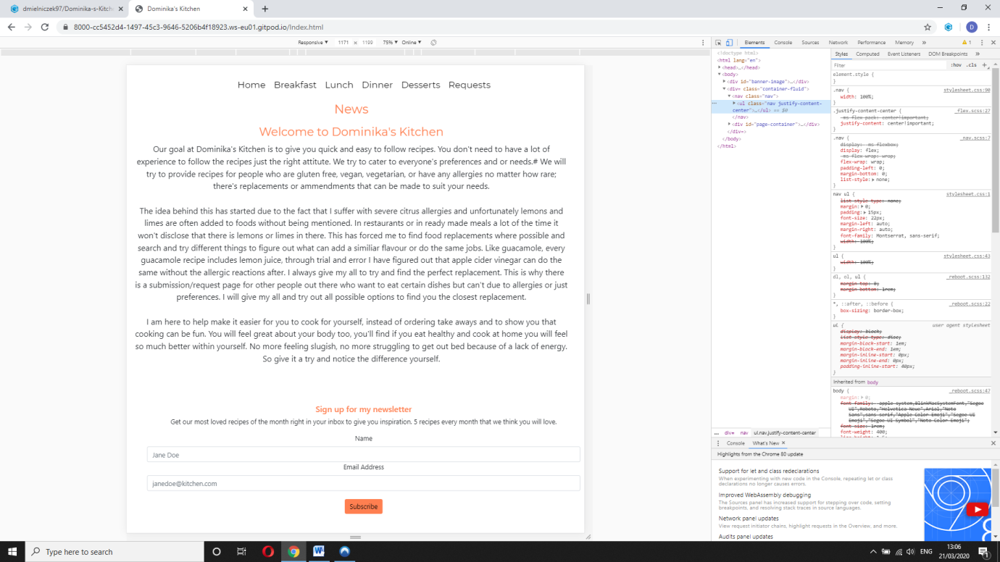 dmielniczek97/Dominika-s-Kitch
Dominika's Kitchen
8000-cc5452d4-1497-45c3-9646-5206b4f18923.ws-eu01.gitpod.io/Index.html
D
Responsive 1171 x 1199 75% Online
Elements Console Sources Network Performance Memory » 1
Home Breakfast Lunch Dinner Desserts Requests
News
Welcome to Dominika's Kitchen
Our goal at Dominika's Kitchen is to give you quick and easy to follow recipes. You don't need to have a lot of
experience to follow the recipes just the right attitute. We try to cater to everyone's preferences and or needs.# We will
try to provide recipes for people who are gluten free, vegan, vegetarian, or have any allergies no matter how rare;
there's replacements or ammendments that can be made to suit your needs.
The idea behind this has started due to the fact that I suffer with severe citrus allergies and unfortunately lemons and
limes are often added to foods without being mentioned. In restaurants or in ready made meals a lot of the time it
won't disclose that there is lemons or limes in there. This has forced me to find food replacements where possible and
search and try different things to figure out what can add a similiar flavour or do the same jobs. Like guacamole, every
guacamole recipe includes lemon juice, through trial and error I have figured out that apple cider vinegar can do the
same without the allergic reactions after. I always give my all to try and find the perfect replacement. This is why there
is a submission/request page for other people out there who want to eat certain dishes but can't due to allergies or just
preferences. I will give my all and try out all possible options to find you the closest replacement.
I am here to help make it easier for you to cook for yourself, instead of ordering take aways and to show you that
cooking can be fun. You will feel great about your body too, you'll find if you eat healthy and cook at home you will feel
so much better within yourself. No more feeling slugish, no more struggling to get out bed because of a lack of energy.
So give it a try and notice the difference yourself.
Sign up for my newsletter
Get our most loved recipes of the month right in your inbox to give you inspiration. 5 recipes every month that we think you will love.
Name
Jane Doe
Email Address
janedoe@kitchen.com
Subscribe
<!doctype html>
<html lang="en">
<head>…</head>
<body>
<div id="banner-image">…</div>
<div= class="container-fluid">
<nav class="nav">
<ul class="nav justify-content-
center">…</ul> == $0
</nav>
<div id="page-container">…</div>
</div=>
</body>
</html>
... div= nav ul.nav.justify-content-center
Styles Computed Event Listeners DOM Breakpoints »
Filter :hov .cls +
element.style {
}
.nav { stylesheet.css:90
width: 100%;
}
.justify-content-center { _flex.scss:27
-ms-flex-pack: center!important;
justify-content: center!important;
}
.nav { _nav.scss:7
display: -ms-flexbox;
display: flex;
-ms-flex-wrap: wrap;
flex-wrap: wrap;
padding-left: 0;
margin-bottom: 0;
list-style: none;
}
nav ul { stylesheet.css:1
list-style-type: none;
margin: 0;
padding: 15px;
font-size: 22px;
margin-left: auto;
margin-right: auto;
font-family: Montserrat, sans-serif;
width: 100%;
}
ul { stylesheet.css:43
width: 100%;
}
dl, ol, ul { _reboot.scss:132
margin-top: 0;
margin-bottom: 1rem;
}
*, ::after, ::before { _reboot.scss:22
box-sizing: border-box;
}
ul { user agent stylesheet
display: block;
list-style-type: disc;
margin-block-start: 1em;
margin-block-end: 1em;
margin-inline-start: 0px;
margin-inline-end: 0px;
padding-inline-start: 40px;
}
Inherited from body
body { _reboot.scss:47
margin: 0;
font-family: -apple-system,BlinkMacSystemFont,"Segoe
UI",Roboto,"Helvetica Neue",Arial,"Noto
Sans",sans-serif,"Apple Color Emoji","Segoe UI
Emoji","Segoe UI Symbol","Noto Color Emoji";
font-size: 1rem;
font-weight: 400;
line-height: 1.5;
Console What's New
Highlights from the Chrome 80 update
Support for let and class redeclarations
When experimenting with new code in the Console, repeating let or class
declarations no longer causes errors.
Improved WebAssembly debugging
The Sources panel has increased support for stepping over code, setting
breakpoints, and resolving stack traces in source languages.
Network panel updates
View request initiator chains, highlight requests in the Overview, and more.
Audits panel updates
Type here to search
ENG
13:06
21/03/2020
1